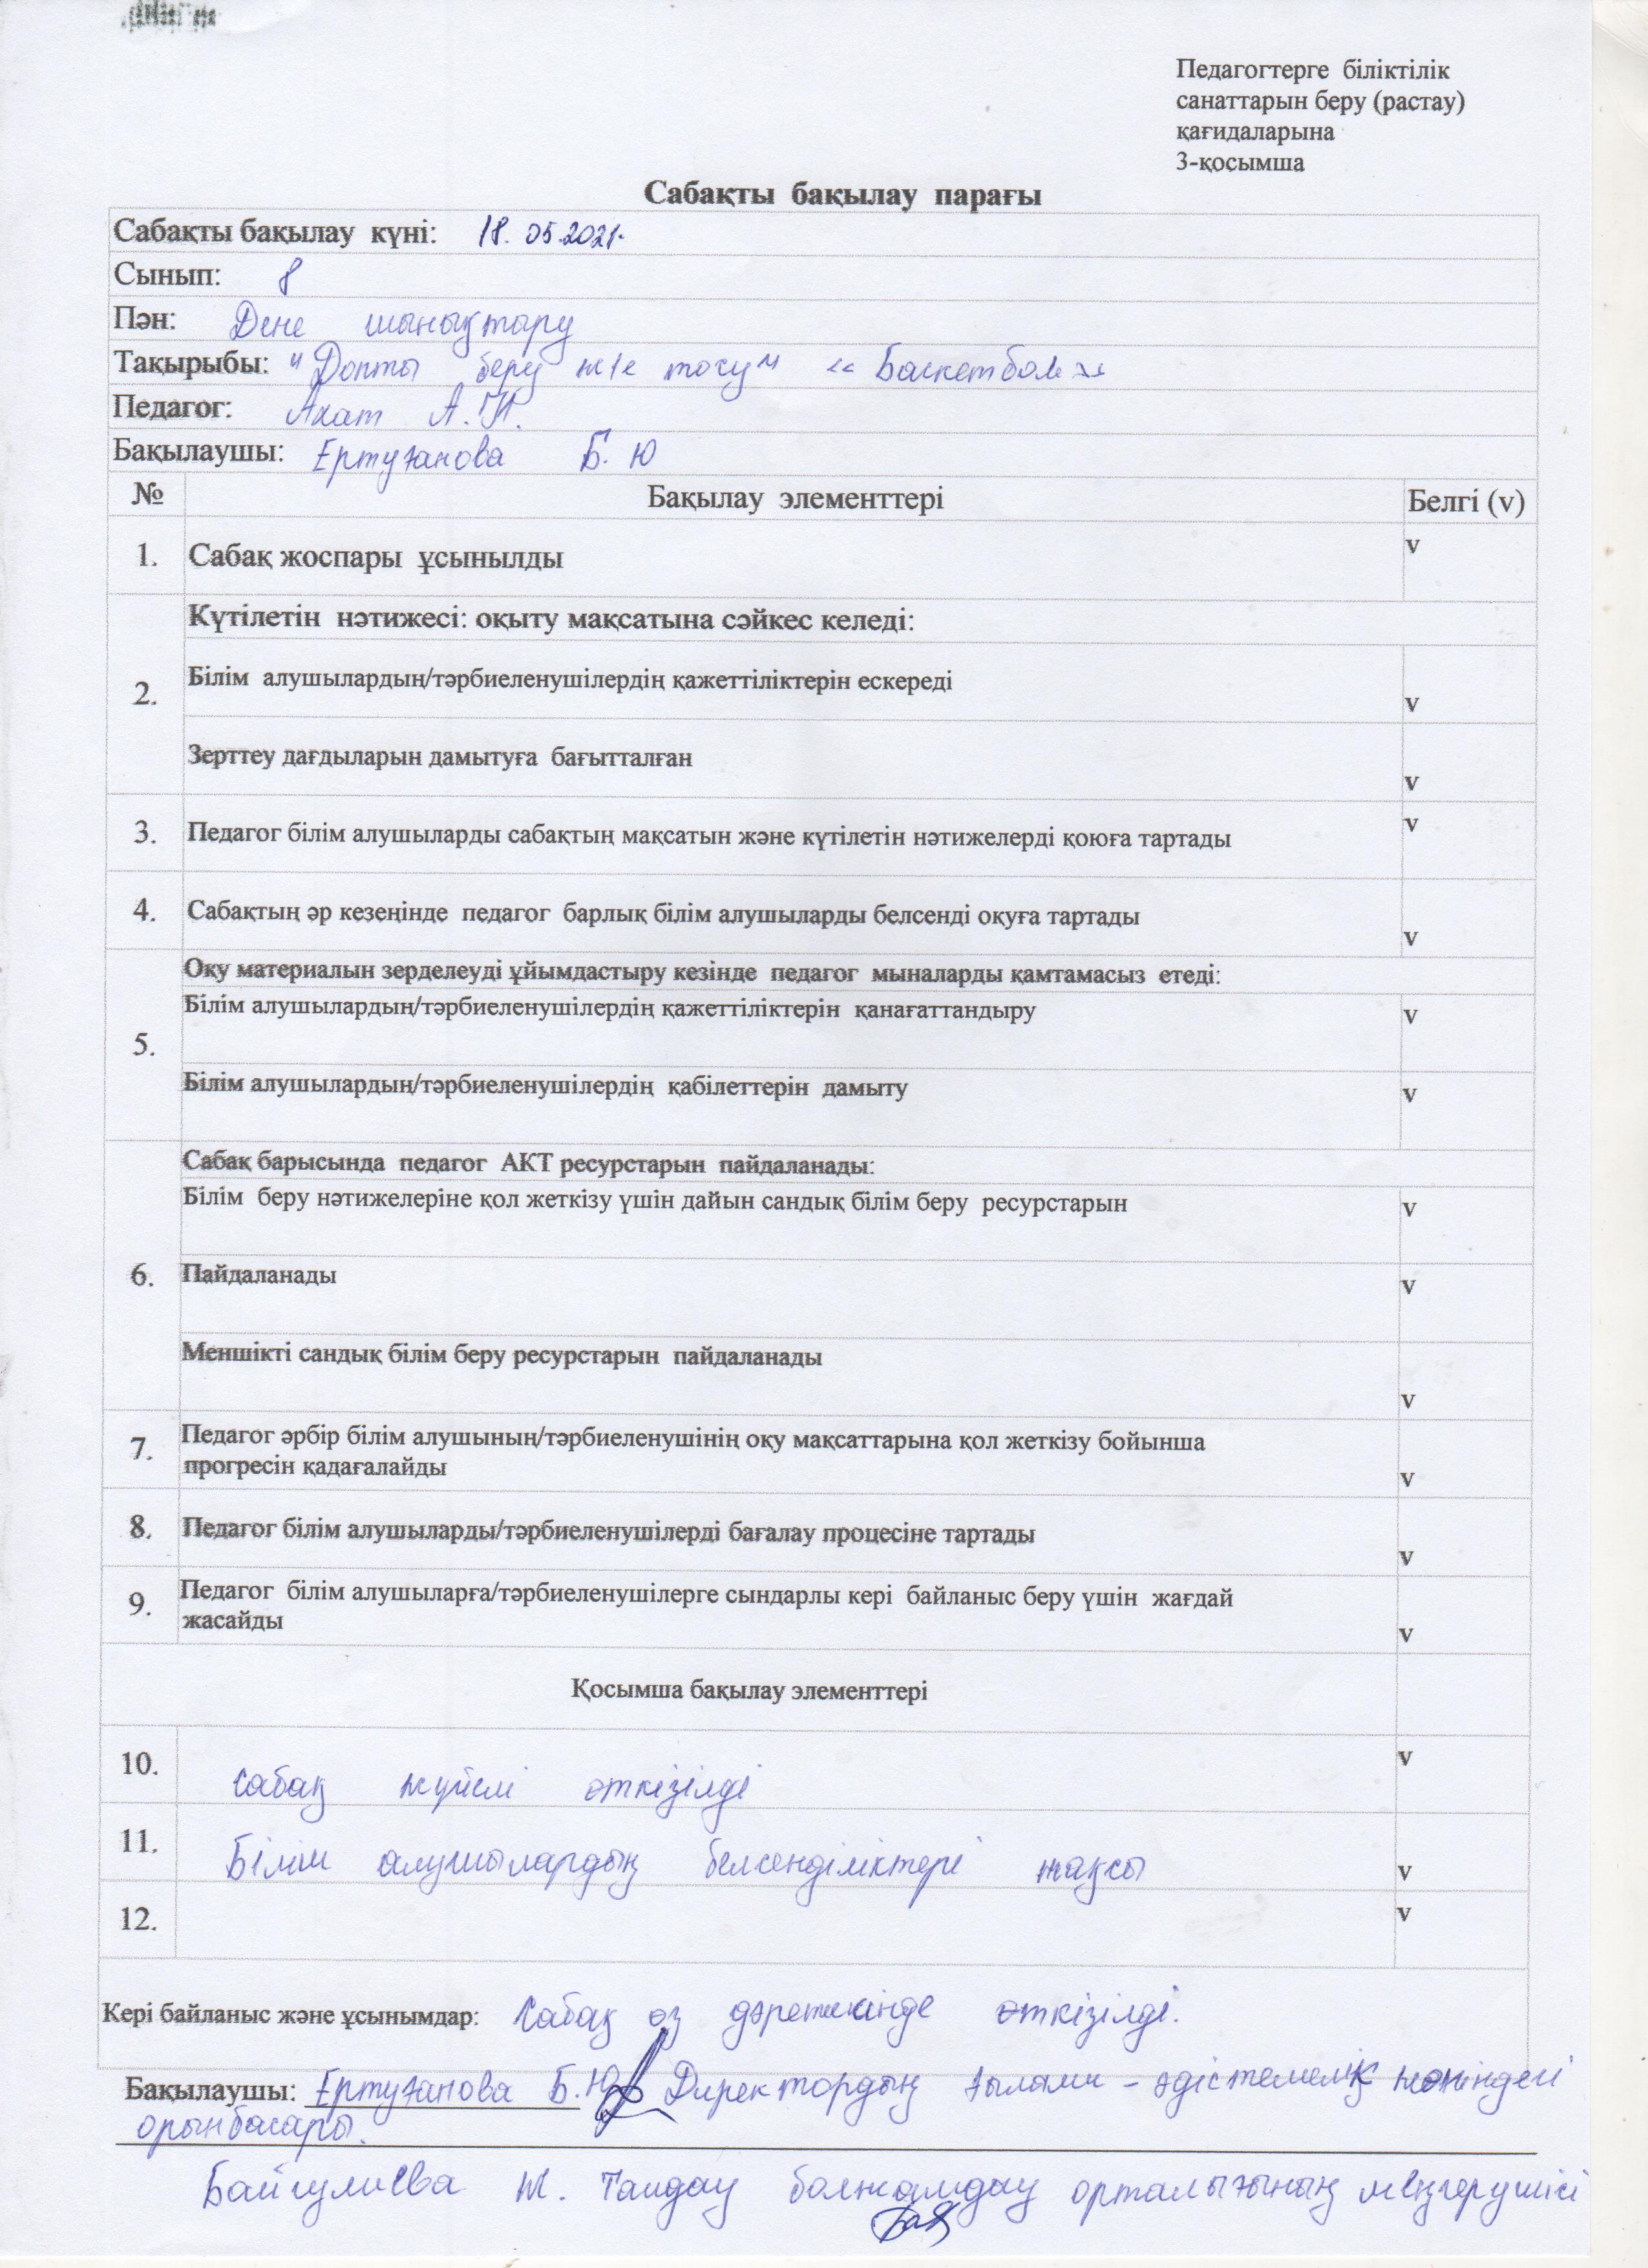 Педагогтерге біліктілік
санаттарын беру (растау)
қағидаларына
3-қосымша
Сабақты бақылау парағы
Сабақты бақылау күні: 18.05.2021.
Сынып: 8
Пән: Дене шынықтыру
Тақырыбы: "Допты беру және тосу" «Баскетбол»
Педагог: Ахат А.Т.
Бақылаушы: Ертуғанова Б. Ю
№ Бақылау элементтері Белгі (v)
1. Сабақ жоспары ұсынылды v
Күтілетін нәтижесі: оқыту мақсатына сәйкес келеді:
2. Білім алушылардың/тәрбиеленушілердің қажеттіліктерін ескереді v
Зерттеу дағдыларын дамытуға бағытталған v
3. Педагог білім алушыларды сабақтың мақсатын және күтілетін нәтижелерді қоюға тартады v
4. Сабақтың әр кезеңінде педагог барлық білім алушыларды белсенді оқуға тартады v
Оқу материалын зерделеуді ұйымдастыру кезінде педагог мыналарды қамтамасыз етеді:
5. Білім алушылардың/тәрбиеленушілердің қажеттіліктерін қанағаттандыру v
Білім алушылардың/тәрбиеленушілердің қабілеттерін дамыту v
Сабақ барысында педагог АКТ ресурстарын пайдаланады:
Білім беру нәтижелеріне қол жеткізу үшін дайын сандық білім беру ресурстарын v
6. Пайдаланады v
Меншікті сандық білім беру ресурстарын пайдаланады v
7. Педагог әрбір білім алушының/тәрбиеленушінің оқу мақсаттарына қол жеткізу бойынша
прогресін қадағалайды v
8. Педагог білім алушыларды/тәрбиеленушілерді бағалау процесіне тартады v
9. Педагог білім алушыларға/тәрбиеленушілерге сындарлы кері байланыс беру үшін жағдай
жасайды v
Қосымша бақылау элементтері
10. Сабақ жүйелі өткізілді v
11. Білім алушылардың белсенділіктері жақсы v
12. v
Кері байланыс және ұсынымдар: Сабақ өз дәрежесінде өткізілді.
Бақылаушы: Ертуғанова Б.Ю Директордың ғылыми-әдістемелік жөніндегі
орынбасары.
Байгулиева Ж. Талдау болжамдау орталығының меңгерушісі